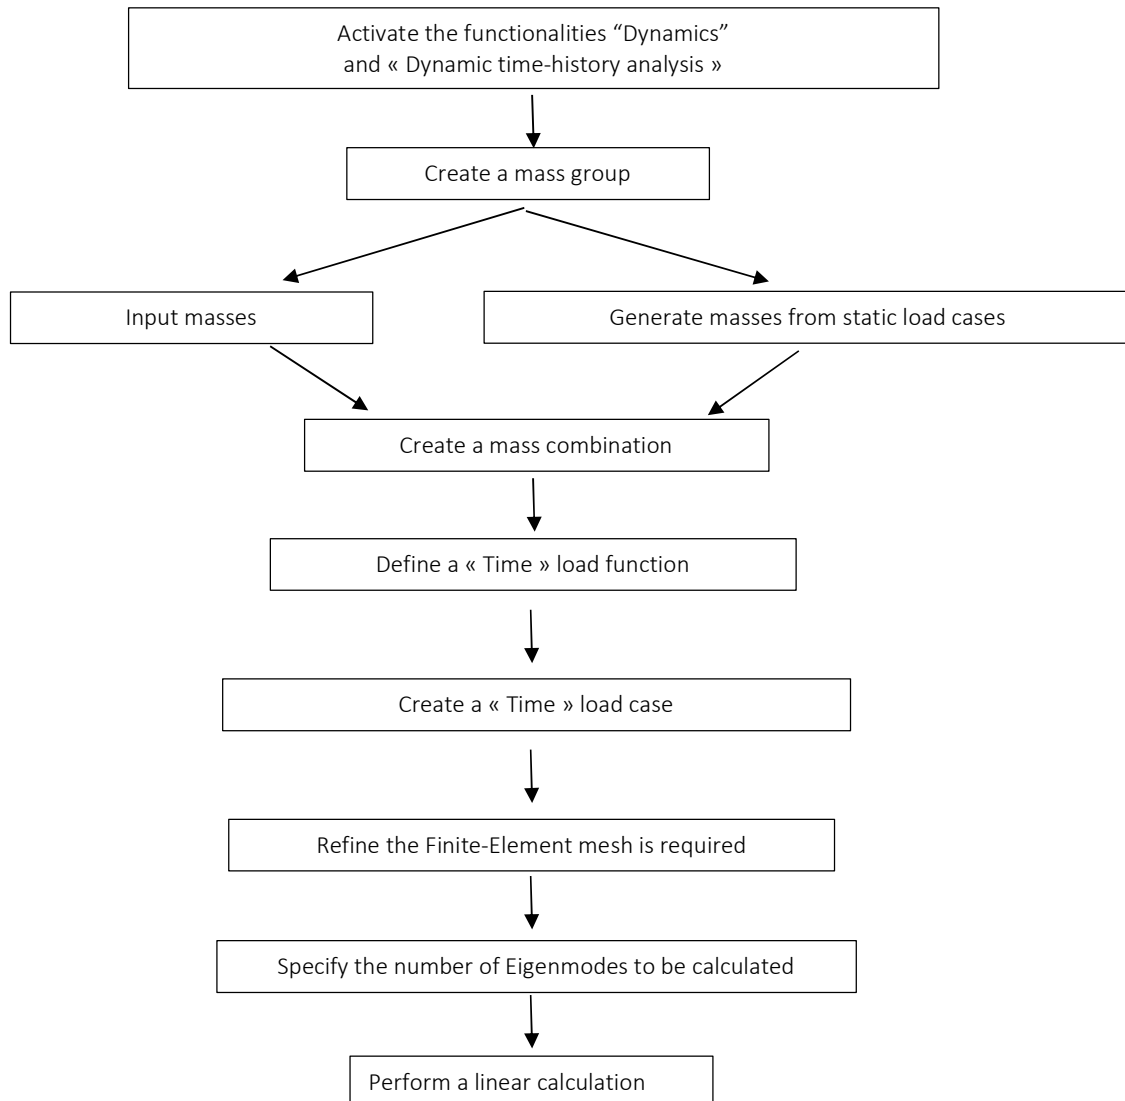 Activate the functionalities “Dynamics”
and « Dynamic time-history analysis »
Create a mass group
Input masses
Generate masses from static load cases
Create a mass combination
Define a « Time » load function
Create a « Time » load case
Refine the Finite-Element mesh is required
Specify the number of Eigenmodes to be calculated
Perform a linear calculation